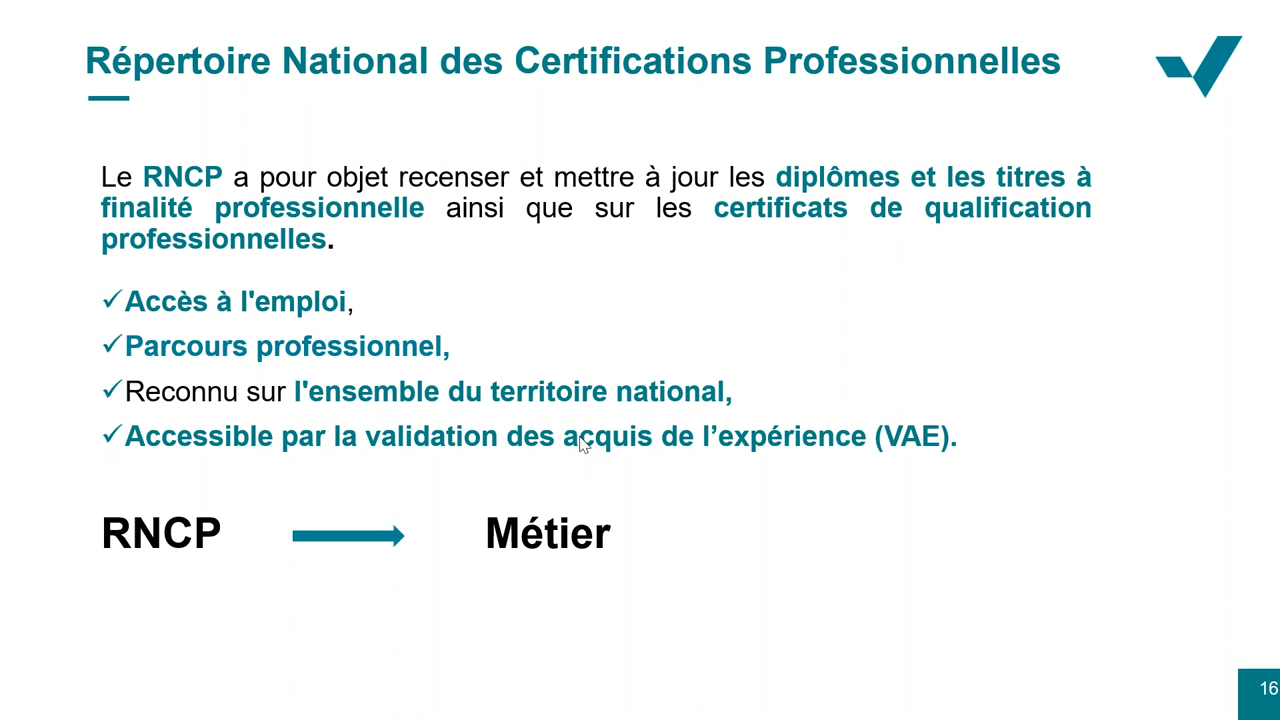 Répertoire National des Certifications Professionnelles
Le RNCP a pour objet recenser et mettre à jour les diplômes et les titres à
finalité professionnelle ainsi que sur les certificats de qualification
professionnelles.
✓Accès à l'emploi,
✓Parcours professionnel,
✓Reconnu sur l'ensemble du territoire national,
✓Accessible par la validation des acquis de l’expérience (VAE).
RNCP Métier
16